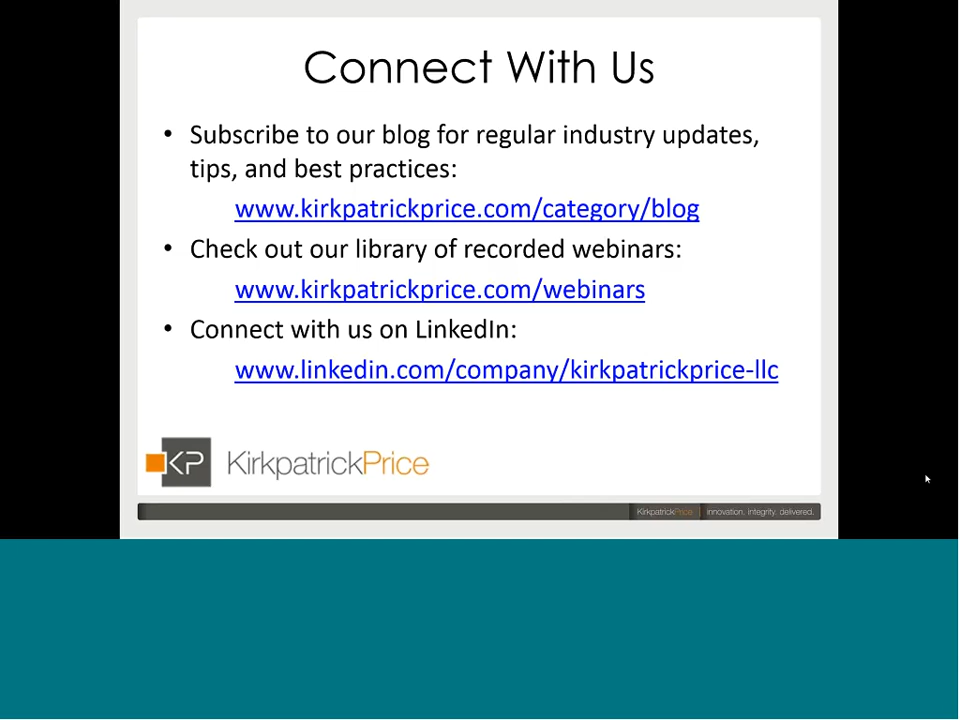 Connect With Us
• Subscribe to our blog for regular industry updates,
tips, and best practices:
www.kirkpatrickprice.com/category/blog
• Check out our library of recorded webinars:
www.kirkpatrickprice.com/webinars
• Connect with us on LinkedIn:
www.linkedin.com/company/kirkpatrickprice-llc
KP KirkpatrickPrice
KirkpatrickPrice | innovation. integrity. delivered.